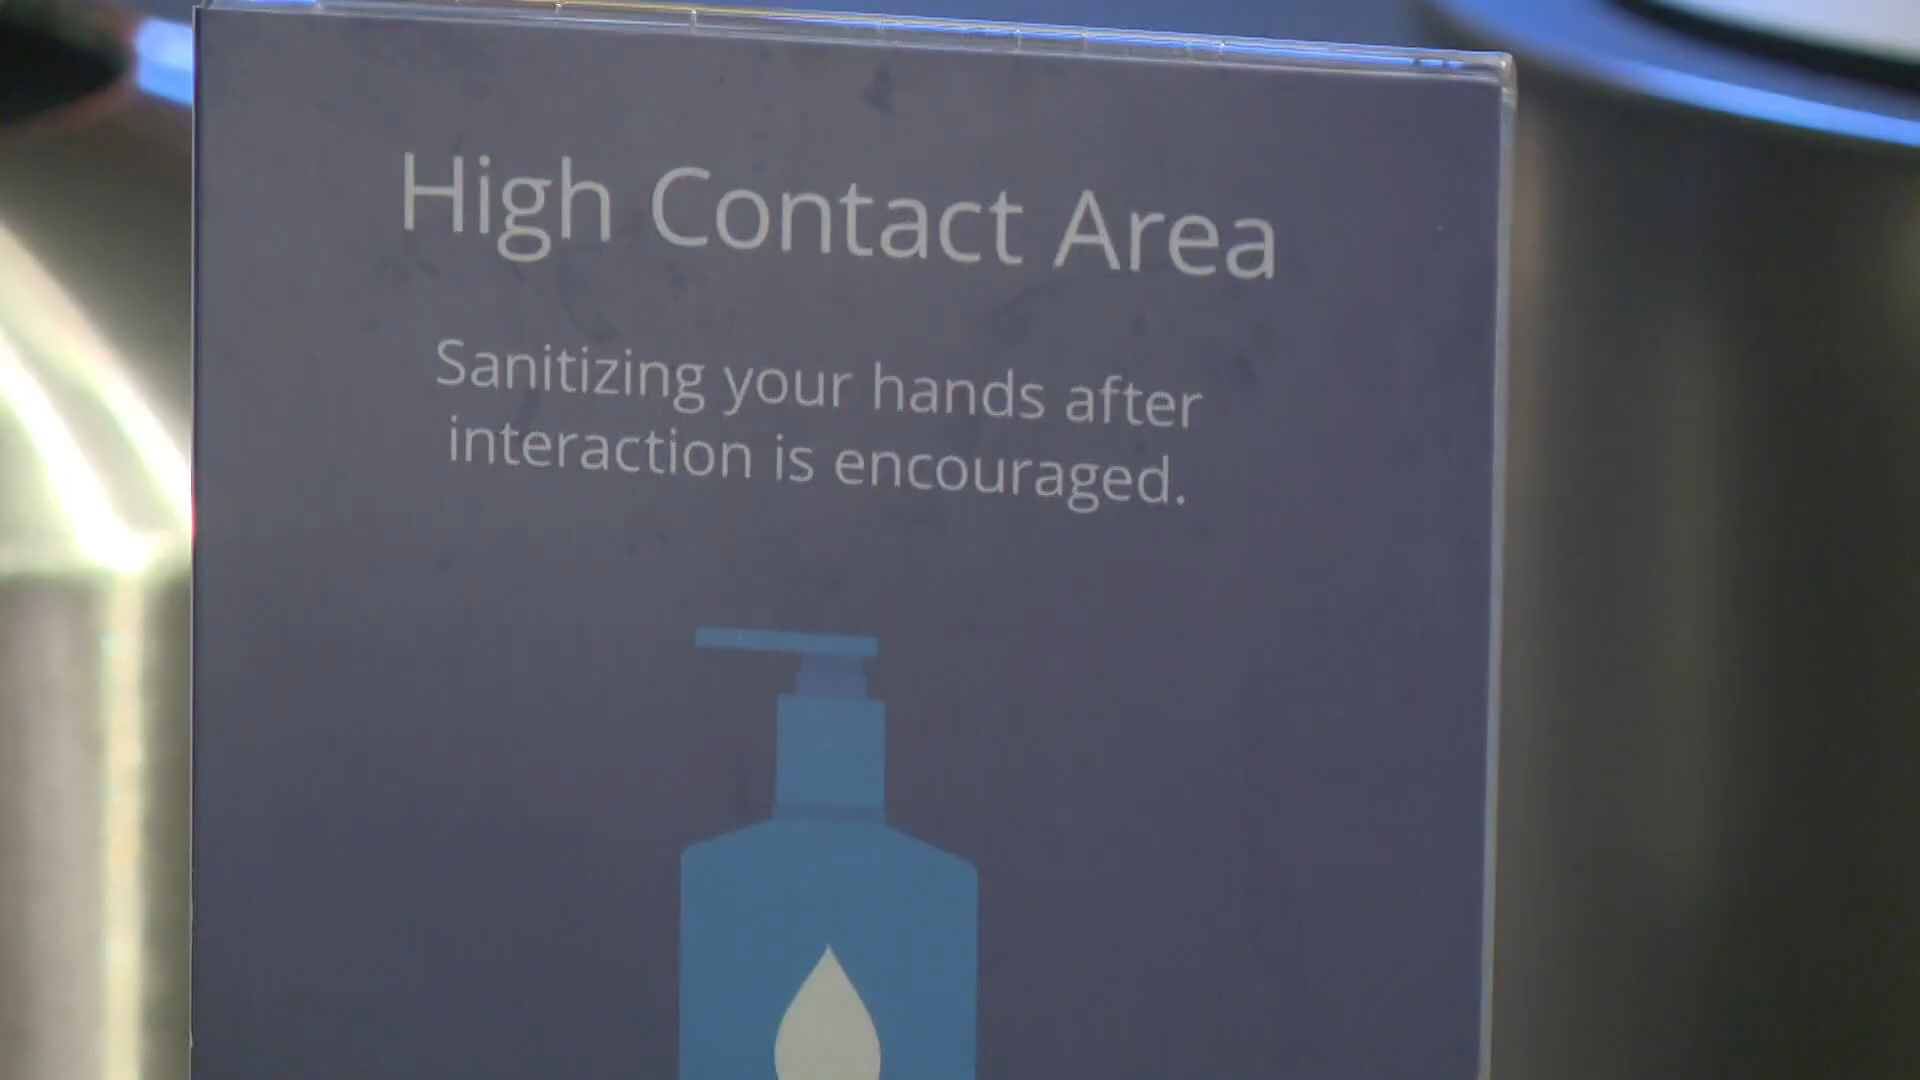 High Contact Area
Sanitizing your hands after
interaction is encouraged.